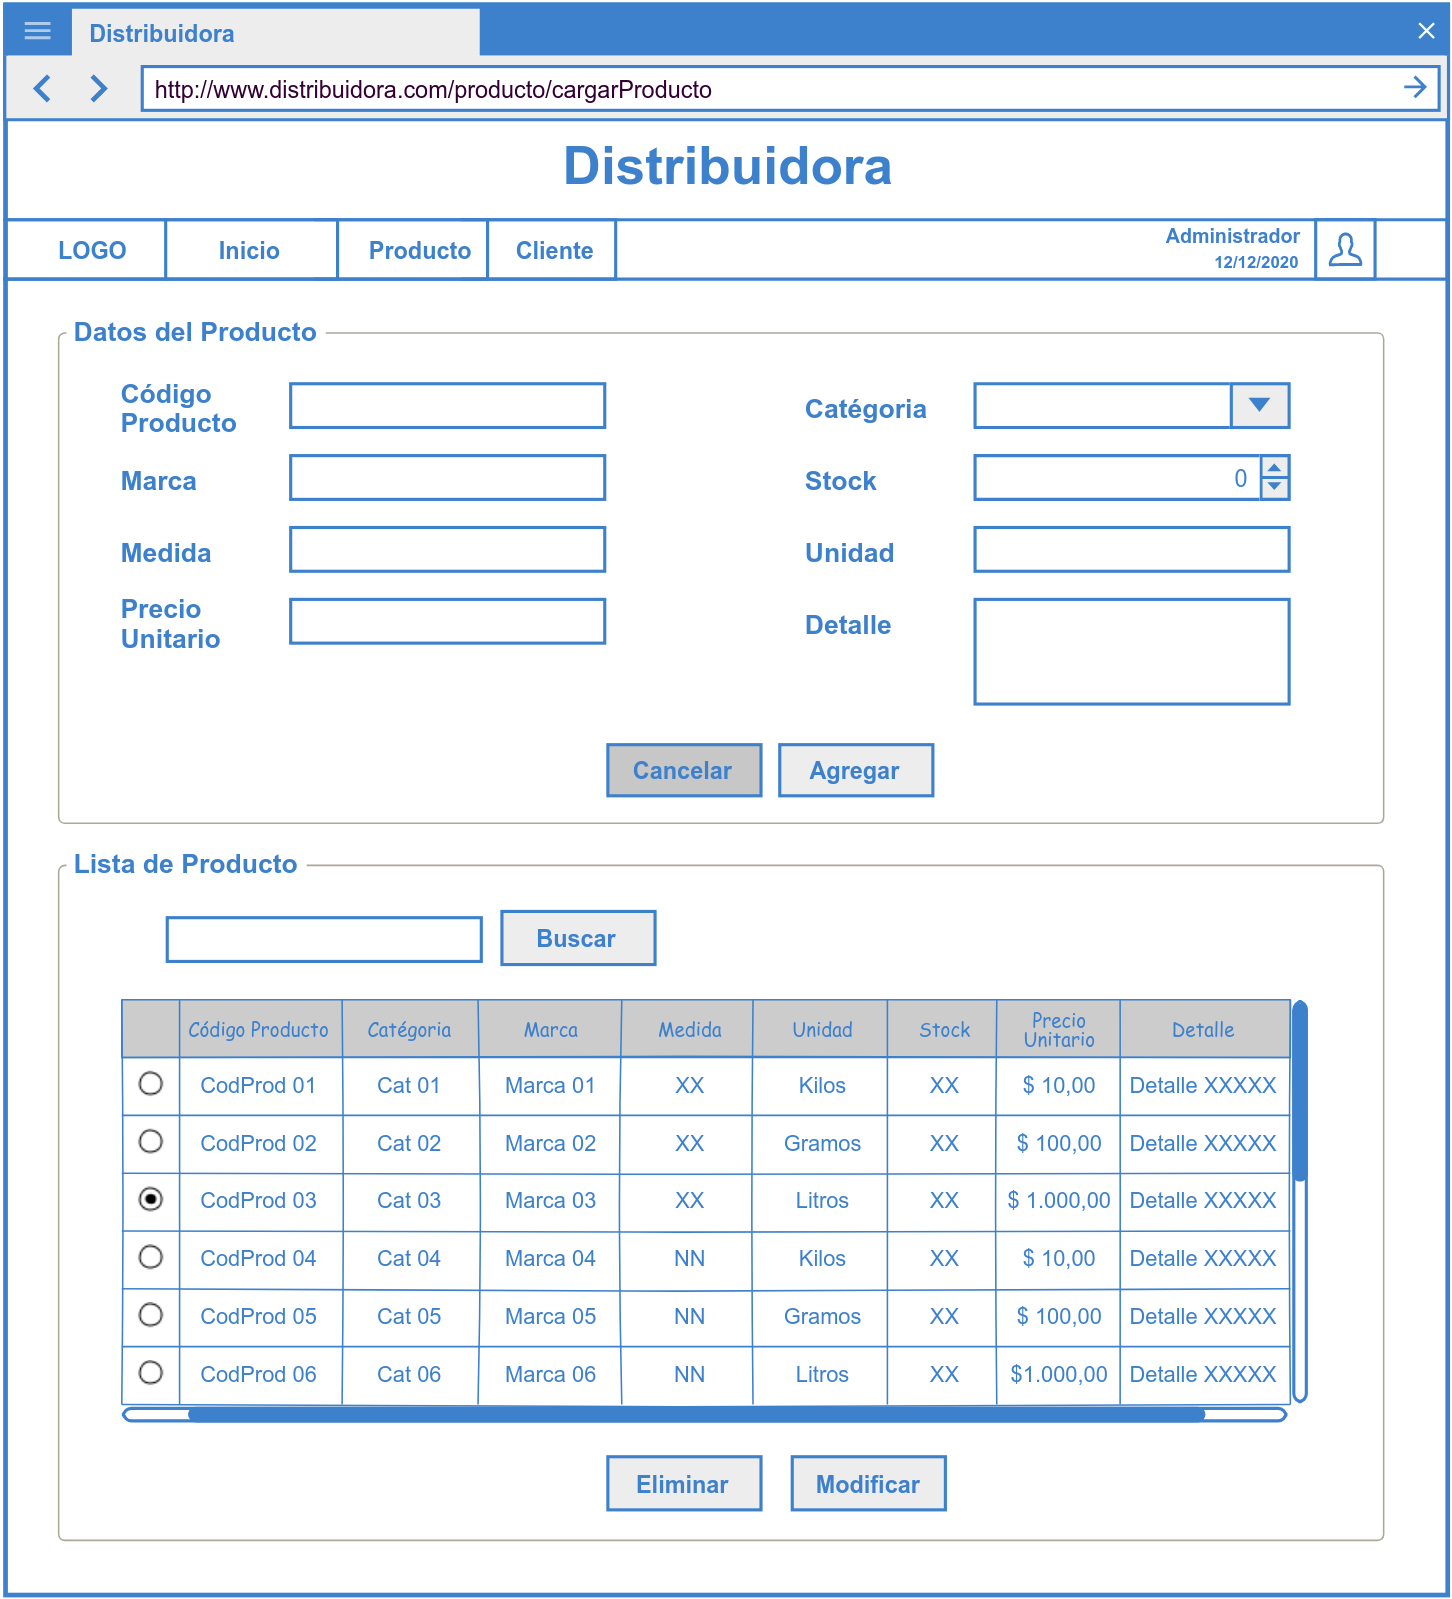 Distribuidora
http://www.distribuidora.com/producto/cargarProducto
Distribuidora
LOGO Inicio Producto Cliente Administrador
12/12/2020
Datos del Producto
Código
Producto
Catégoria
Marca
Stock 0
Medida
Unidad
Precio
Unitario
Detalle
Cancelar Agregar
Lista de Producto
Buscar
Código Producto Catégoria Marca Medida Unidad Stock Precio Unitario Detalle
CodProd 01 Cat 01 Marca 01 XX Kilos XX $ 10,00 Detalle XXXXX
CodProd 02 Cat 02 Marca 02 XX Gramos XX $ 100,00 Detalle XXXXX
CodProd 03 Cat 03 Marca 03 XX Litros XX $ 1.000,00 Detalle XXXXX
CodProd 04 Cat 04 Marca 04 NN Kilos XX $ 10,00 Detalle XXXXX
CodProd 05 Cat 05 Marca 05 NN Gramos XX $ 100,00 Detalle XXXXX
CodProd 06 Cat 06 Marca 06 NN Litros XX $1.000,00 Detalle XXXXX
Eliminar Modificar